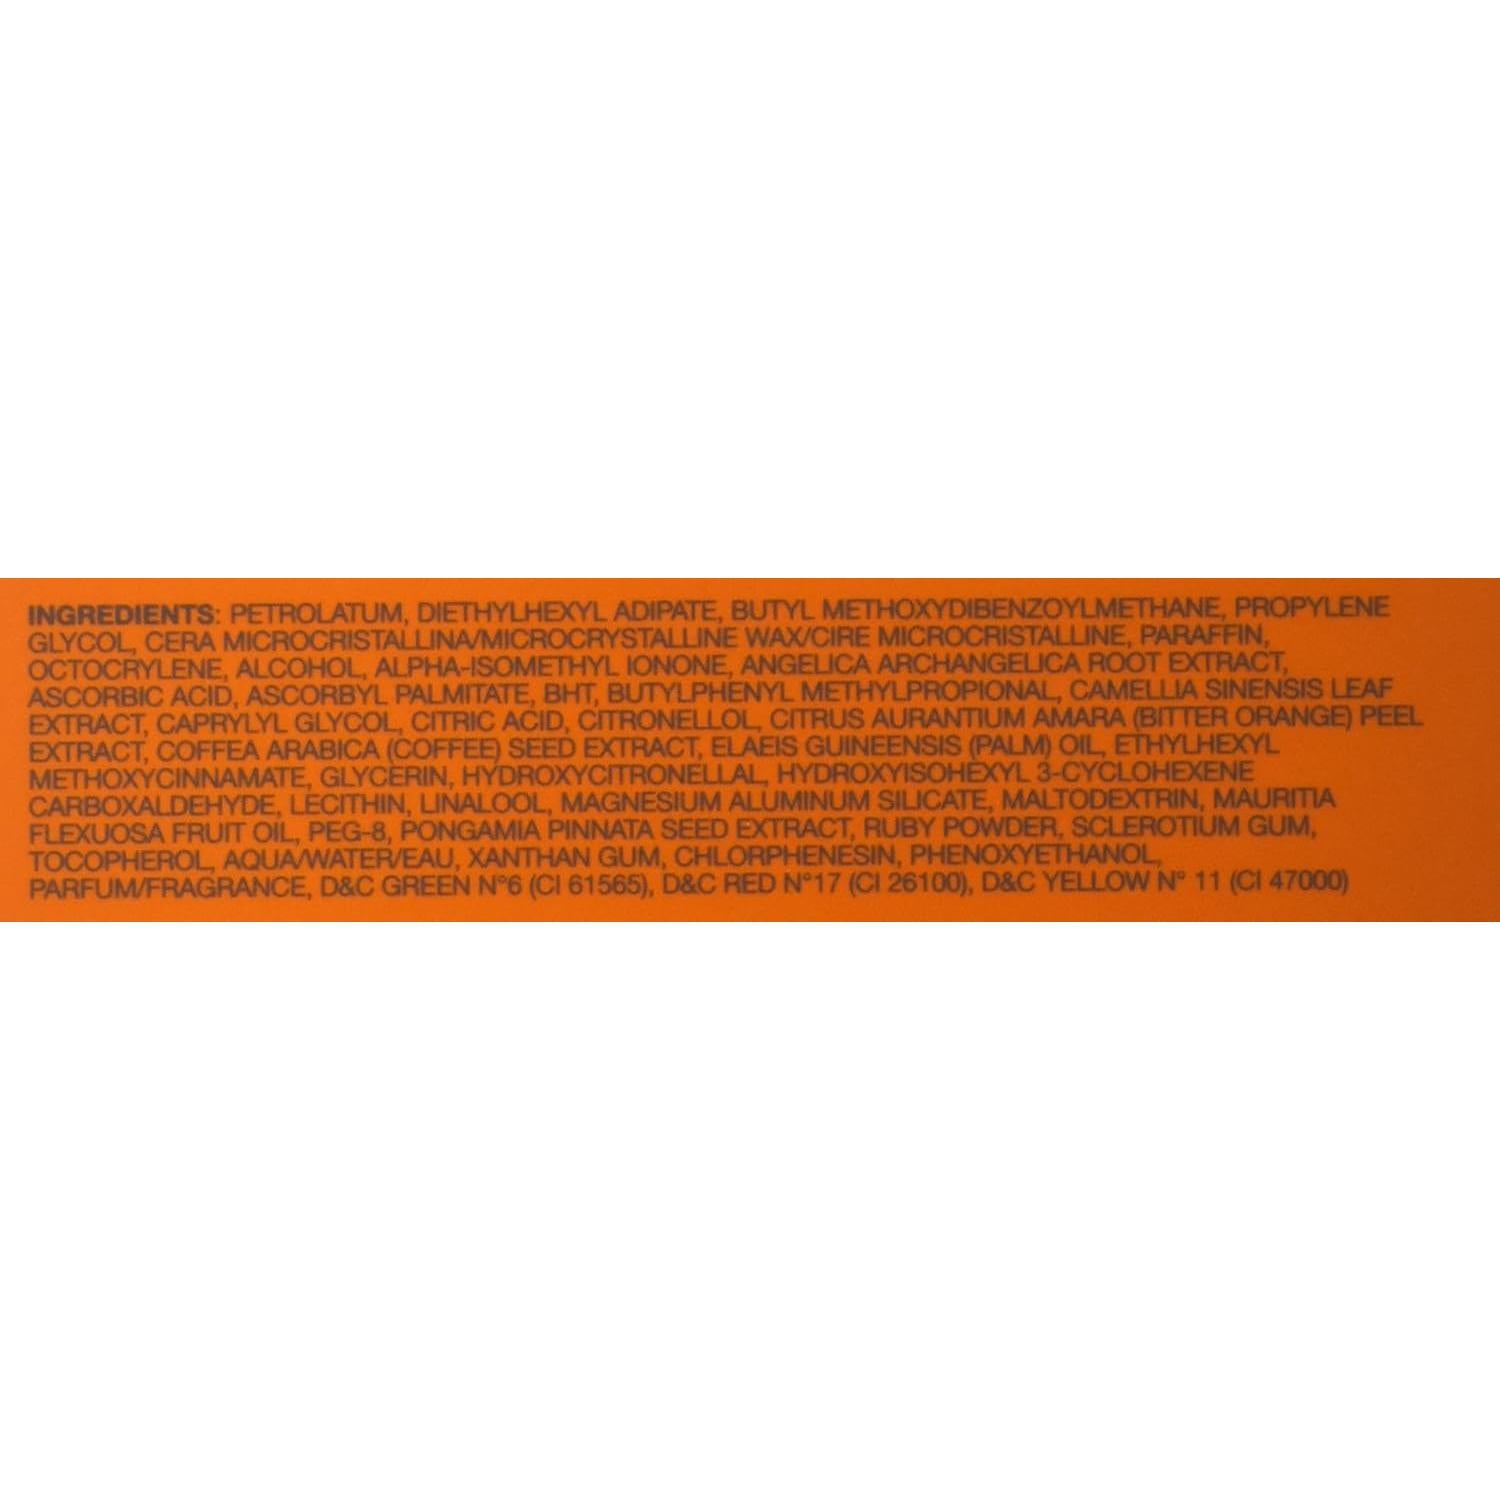 INGREDIENTS: PETROLATUM, DIETHYLHEXYL ADIPATE, BUTYL METHOXYDIBENZOYLMETHANE, PROPYLENE
GLYCOL, CERA MICROCRISTALLINA/MICROCRYSTALLINE WAX/CIRE MICROCRISTALLINE, PARAFFIN,
OCTOCRYLENE, ALCOHOL, ALPHA-ISOMETHYL IONONE, ANGELICA ARCHANGELICA ROOT EXTRACT,
ASCORBIC ACID, ASCORBYL PALMITATE, BHT, BUTYLPHENYL METHYLPROPIONAL, CAMELLIA SINENSIS LEAF
EXTRACT, CAPRYLYL GLYCOL, CITRIC ACID, CITRONELLOL, CITRUS AURANTIUM AMARA (BITTER ORANGE) PEEL
EXTRACT, COFFEA ARABICA (COFFEE) SEED EXTRACT, ELAEIS GUINEENSIS (PALM) OIL, ETHYLHEXYL
METHOXYCINNAMATE, GLYCERIN, HYDROXYCITRONELLAL, HYDROXYISOHEXYL 3-CYCLOHEXENE
CARBOXALDEHYDE, LECITHIN, LINALOOL, MAGNESIUM ALUMINUM SILICATE, MALTODEXTRIN, MAURITIA
FLEXUOSA FRUIT OIL, PEG-8, PONGAMIA PINNATA SEED EXTRACT, RUBY POWDER, SCLEROTIUM GUM,
TOCOPHEROL, AQUA/WATER/EAU, XANTHAN GUM, CHLORPHENESIN, PHENOXYETHANOL,
PARFUM/FRAGRANCE, D&C GREEN N°6 (CI 61565), D&C RED N°17 (CI 26100), D&C YELLOW N° 11 (CI 47000)